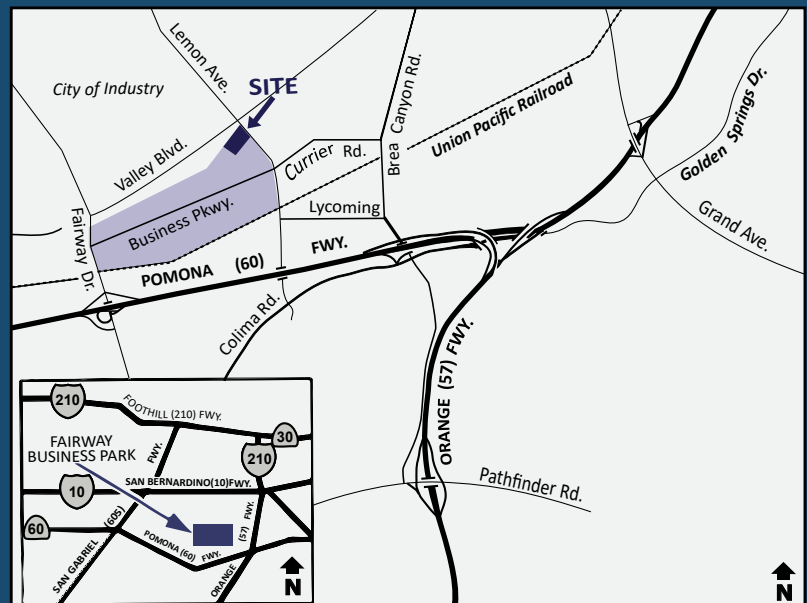 Lemon Ave.
City of Industry
SITE
Brea Canyon Rd.
Union Pacific Railroad
Golden Springs Dr.
Valley Blvd.
Currier Rd.
Fairway Dr.
Business Pkwy.
Lycoming
Grand Ave.
POMONA (60) FWY.
Colima Rd.
ORANGE (57) FWY.
Pathfinder Rd.
210
FOOTHILL (210) FWY.
30
FAIRWAY
BUSINESS PARK
FWY.
210
10
SAN BERNARDINO(10)FWY.
60
SAN GABRIEL (605)
POMONA (60) FWY.
ORANGE (57) FWY.
N
N